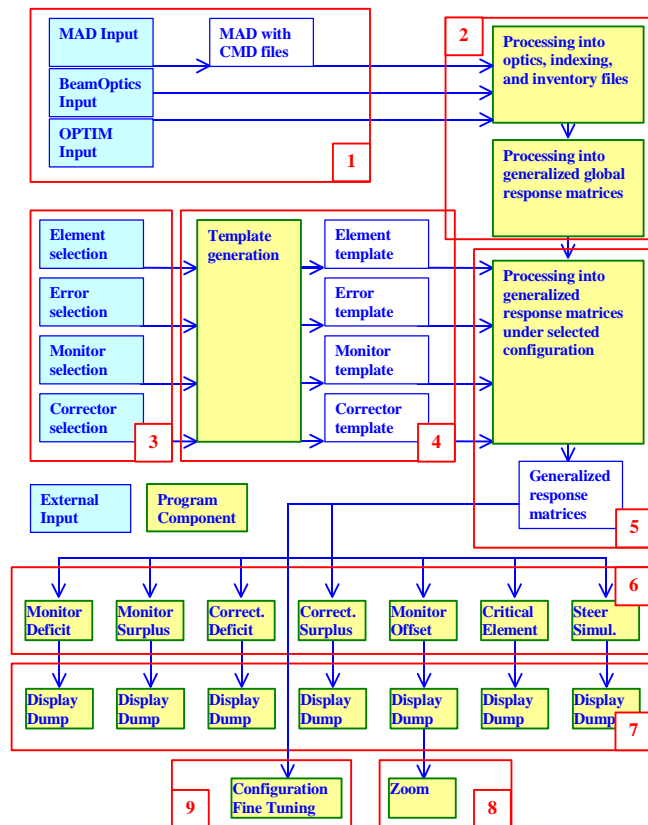 MAD Input
MAD with
CMD files
BeamOptics
Input
OPTIM
Input
1
2
Processing into
optics, indexing,
and inventory files
Processing into
generalized global
response matrices
Element
selection
Error
selection
Monitor
selection
Corrector
selection
3
Template
generation
Element
template
Error
template
Monitor
template
Corrector
template
4
Processing into
generalized
response matrices
under selected
configuration
Generalized
response
matrices
5
External
Input
Program
Component
6
Monitor
Deficit
Monitor
Surplus
Correct.
Deficit
Correct.
Surplus
Monitor
Offset
Critical
Element
Steer
Simul.
Display
Dump
Display
Dump
Display
Dump
Display
Dump
Display
Dump
Display
Dump
Display
Dump
7
9
Configuration
Fine Tuning
Zoom
8